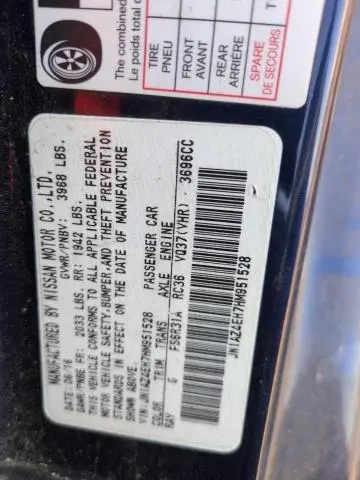 The combined
Le poids total d'
TIRE
PNEU
FRONT
AVANT
REAR
ARRIÈRE
SPARE
DE SECOURS
MANUFACTURED BY NISSAN MOTOR CO.,LTD.
DATE: 06/16 GVWR/PNBV: 3968 LBS.
GAWR/PNBE FR: 2033 LBS. RR: 1942 LBS.
THIS VEHICLE CONFORMS TO ALL APPLICABLE FEDERAL
MOTOR VEHICLE SAFETY,BUMPER, AND THEFT PREVENTION
STANDARDS IN EFFECT ON THE DATE OF MANUFACTURE
VIN:JN1AZ4EH7HM951528 PASSENGER CAR
COLOR TRIM TRANS AXLE ENGINE
RAY G FS6R31A RC36 VQ37(VHR) 3696CC
JN1AZ4EH7HM951528